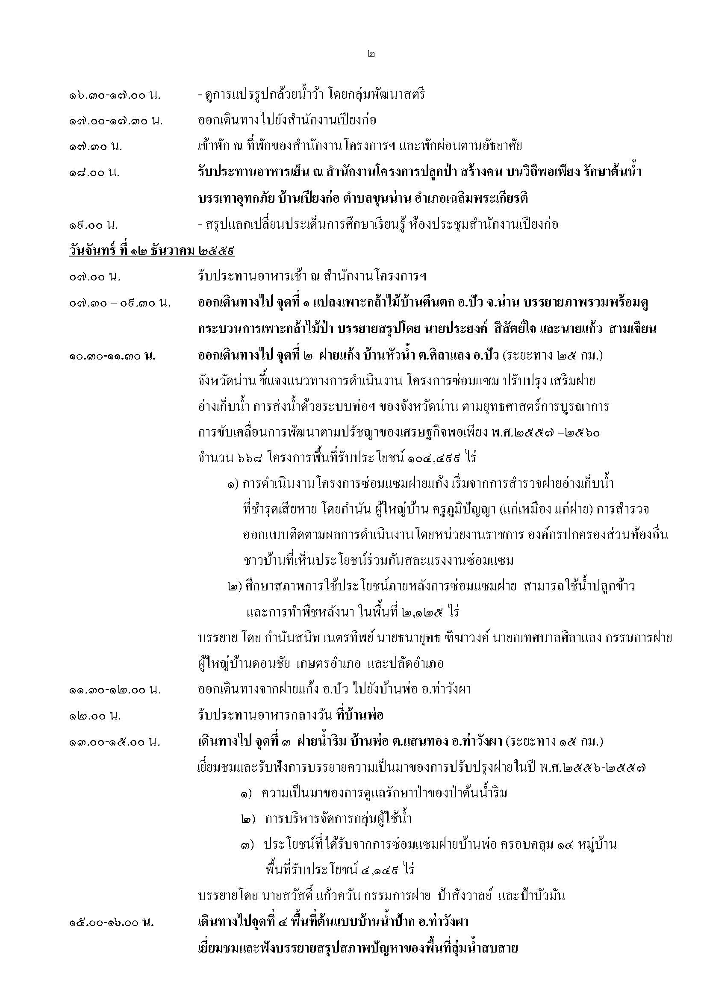 ๒
๑๖.๓๐-๑๗.๐๐ น. - ดูการแปรรูปกล้วยน้ำว้า โดยกลุ่มพัฒนาสตรี
๑๗.๐๐-๑๗.๓๐ น. ออกเดินทางไปยังสำนักงานเปียงก่อ
๑๗.๓๐ น. เข้าพัก ณ ที่พักของสำนักงานโครงการฯ และพักผ่อนตามอัธยาศัย
๑๘.๐๐ น. รับประทานอาหารเย็น ณ สำนักงานโครงการปลูกป่า สร้างคน บนวิถีพอเพียง รักษาต้นน้ำ
บรรเทาอุทกภัย บ้านเปียงก่อ ตำบลขุนน่าน อำเภอเฉลิมพระเกียรติ
๑๙.๐๐ น. - สรุปแลกเปลี่ยนประเด็นการศึกษาเรียนรู้ ห้องประชุมสำนักงานเปียงก่อ
วันจันทร์ ที่ ๑๒ ธันวาคม ๒๕๕๙
๐๗.๐๐ น. รับประทานอาหารเช้า ณ สำนักงานโครงการฯ
๐๗.๓๐ – ๐๙.๓๐ น. ออกเดินทางไป จุดที่ ๑ แปลงเพาะกล้าไม้บ้านตีนตก อ.ปัว จ.น่าน บรรยายภาพรวมพร้อมดู
กระบวนการเพาะกล้าไม้ป่า บรรยายสรุปโดย นายประยงค์ สีสัตย์ใจ และนายแก้ว สามเจียน
๑๐.๓๐-๑๑.๓๐ น. ออกเดินทางไป จุดที่ ๒ ฝายแก้ง บ้านหัวน้ำ ต.ศิลาแลง อ.ปัว (ระยะทาง ๒๕ กม.)
จังหวัดน่าน ชี้แจงแนวทางการดำเนินงาน โครงการซ่อมแซม ปรับปรุง เสริมฝาย
อ่างเก็บน้ำ การส่งน้ำด้วยระบบท่อฯ ของจังหวัดน่าน ตามยุทธศาสตร์การบูรณาการ
การขับเคลื่อนการพัฒนาตามปรัชญาของเศรษฐกิจพอเพียง พ.ศ.๒๕๕๗ –๒๕๖๐
จำนวน ๖๖๘ โครงการพื้นที่รับประโยชน์ ๑๐๔,๔๙๙ ไร่
๑) การดำเนินงานโครงการซ่อมแซมฝายแก้ง เริ่มจากการสำรวจฝายอ่างเก็บน้ำ
ที่ชำรุดเสียหาย โดยกำนัน ผู้ใหญ่บ้าน ครูภูมิปัญญา (แก่เหมือง แก่ฝาย) การสำรวจ
ออกแบบติดตามผลการดำเนินงานโดยหน่วยงานราชการ องค์กรปกครองส่วนท้องถิ่น
ชาวบ้านที่เห็นประโยชน์ร่วมกันสละแรงงานซ่อมแซม
๒) ศึกษาสภาพการใช้ประโยชน์ภายหลังการซ่อมแซมฝาย สามารถใช้น้ำปลูกข้าว
และการทำพืชหลังนา ในพื้นที่ ๒,๑๒๕ ไร่
บรรยาย โดย กำนันสนิท เนตรทิพย์ นายธนายุทธ ฑีฆาวงค์ นายกเทศบาลศิลาแลง กรรมการฝาย
ผู้ใหญ่บ้านดอนชัย เกษตรอำเภอ และปลัดอำเภอ
๑๑.๓๐-๑๒.๐๐ น. ออกเดินทางจากฝายแก้ง อ.ปัว ไปยังบ้านพ่อ อ.ท่าวังผา
๑๒.๐๐ น. รับประทานอาหารกลางวัน ที่บ้านพ่อ
๑๓.๐๐-๑๕.๐๐ น. เดินทางไป จุดที่ ๓ ฝายน้ำริม บ้านพ่อ ต.แสนทอง อ.ท่าวังผา (ระยะทาง ๑๕ กม.)
เยี่ยมชมและรับฟังการบรรยายความเป็นมาของการปรับปรุงฝายในปี พ.ศ.๒๕๕๖-๒๕๕๗
๑) ความเป็นมาของการดูแลรักษาป่าของป่าต้นน้ำริม
๒) การบริหารจัดการกลุ่มผู้ใช้น้ำ
๓) ประโยชน์ที่ได้รับจากการซ่อมแซมฝายบ้านพ่อ ครอบคลุม ๑๔ หมู่บ้าน
พื้นที่รับประโยชน์ ๔,๑๔๙ ไร่
บรรยายโดย นายสวัสดิ์ แก้วควัน กรรมการฝาย ป้าสังวาลย์ และป้าบัวมัน
๑๕.๐๐-๑๖.๐๐ น. เดินทางไปจุดที่ ๔ พื้นที่ต้นแบบบ้านน้ำป้าก อ.ท่าวังผา
เยี่ยมชมและฟังบรรยายสรุปสภาพปัญหาของพื้นที่ลุ่มน้ำสบสาย